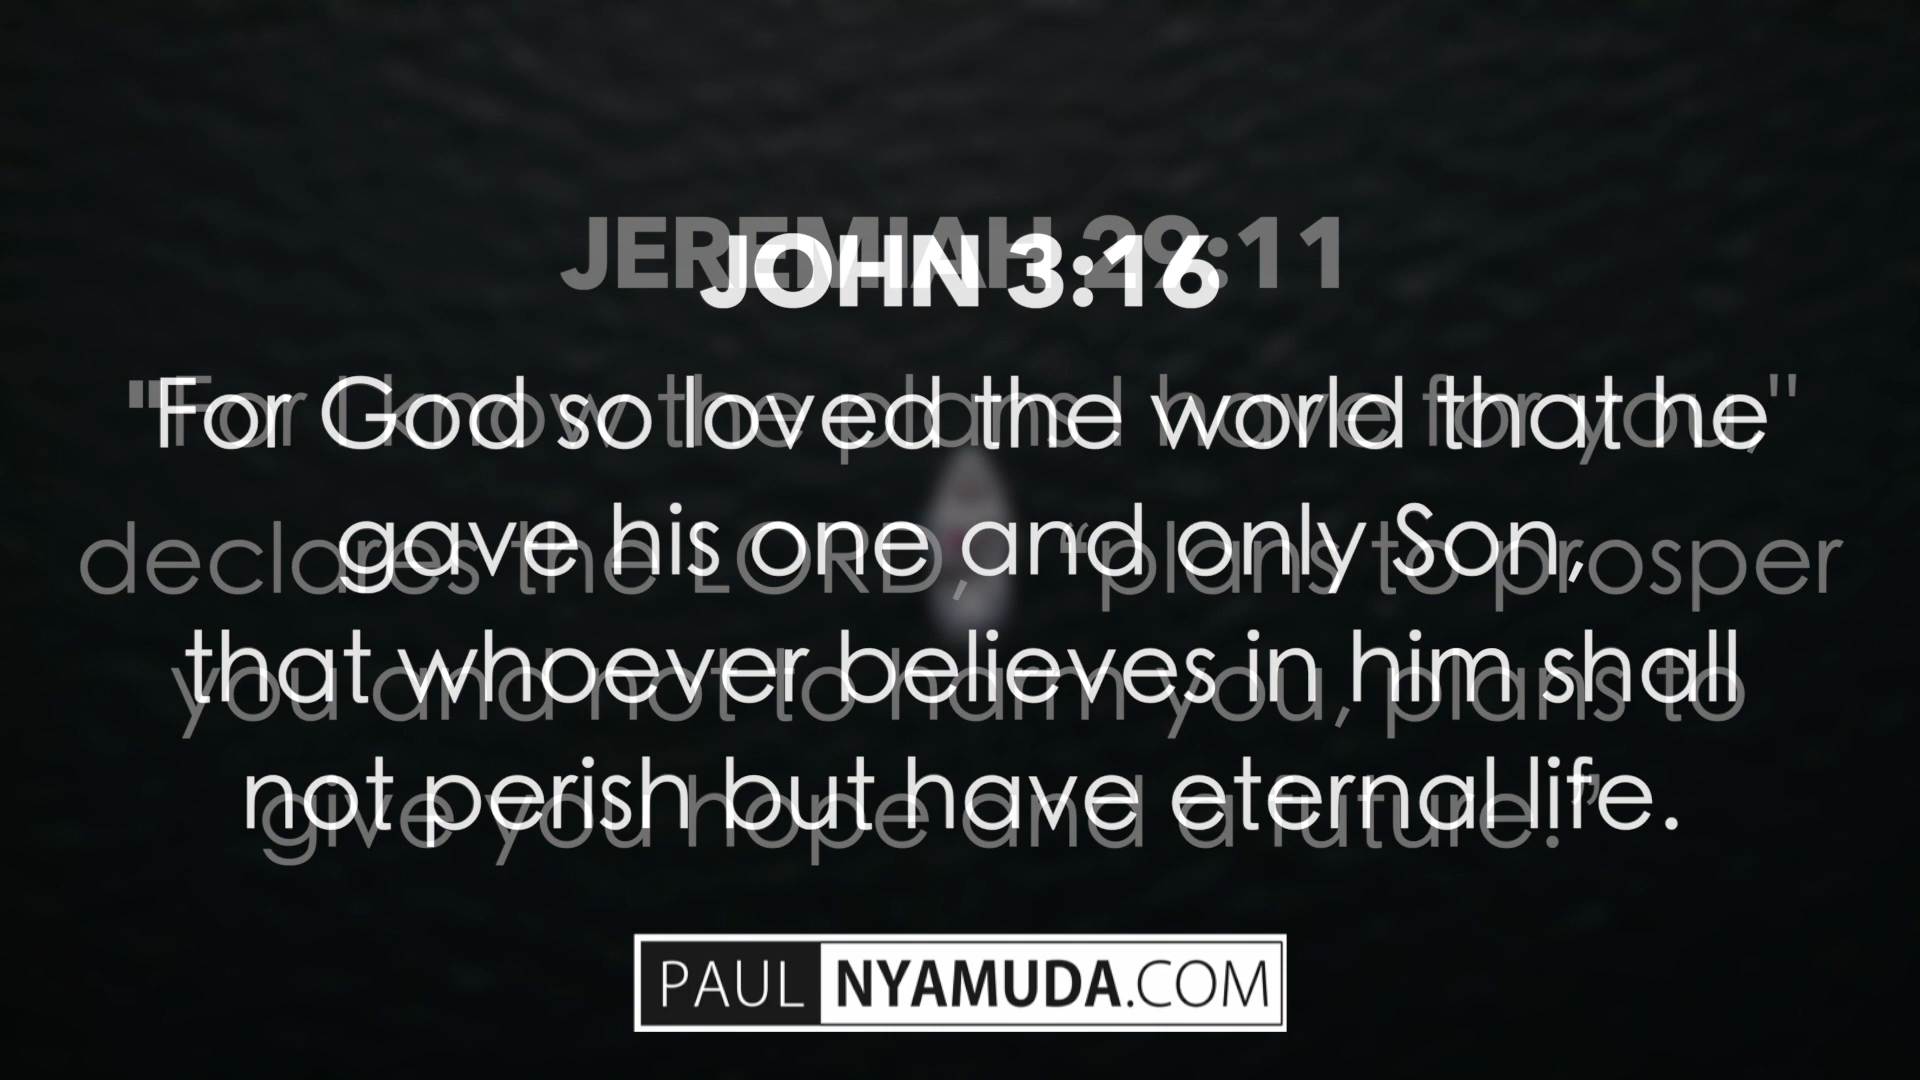 JEREMIAH 29:11
JOHN 3:16
"For I know the plans I have for you,"
"For God so loved the world that he"
declares the LORD, “plans to prosper
gave his one and only Son,
you and not to harm you, plans to
that whoever believes in him shall
give you hope and a future.”
not perish but have eternal life.
PAUL NYAMUDA.COM